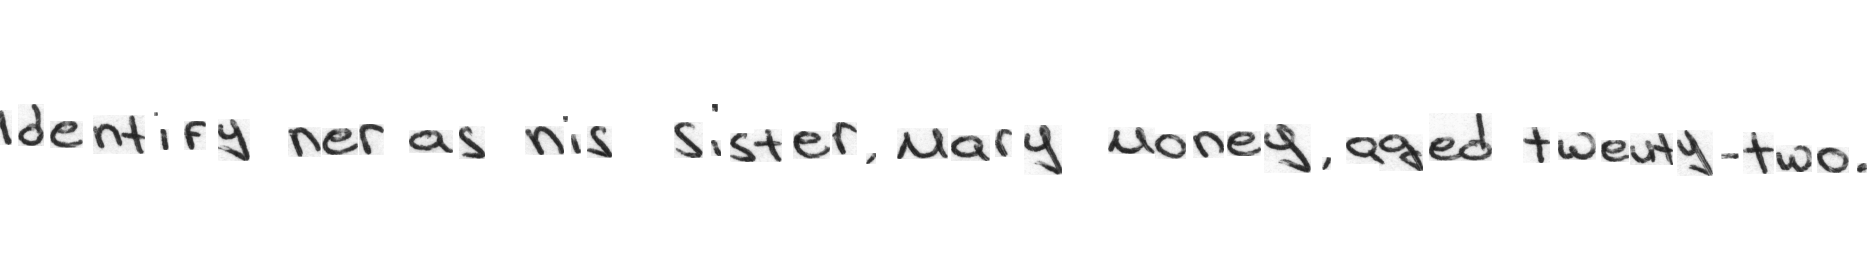 identify her as his sister, Mary Money, aged twenty-two.